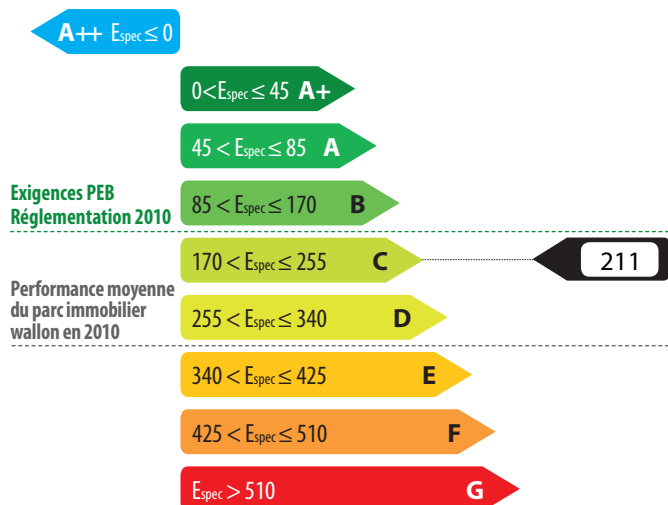 A++ Espec ≤ 0
0<Espec ≤ 45 A+
45 < Espec ≤ 85 A
Exigences PEB
Réglementation 2010
85 < Espec ≤ 170 B
170 < Espec ≤ 255 C
211
Performance moyenne
du parc immobilier
wallon en 2010
255 < Espec ≤ 340 D
340 < Espec ≤ 425 E
425 < Espec ≤ 510 F
Espec > 510 G